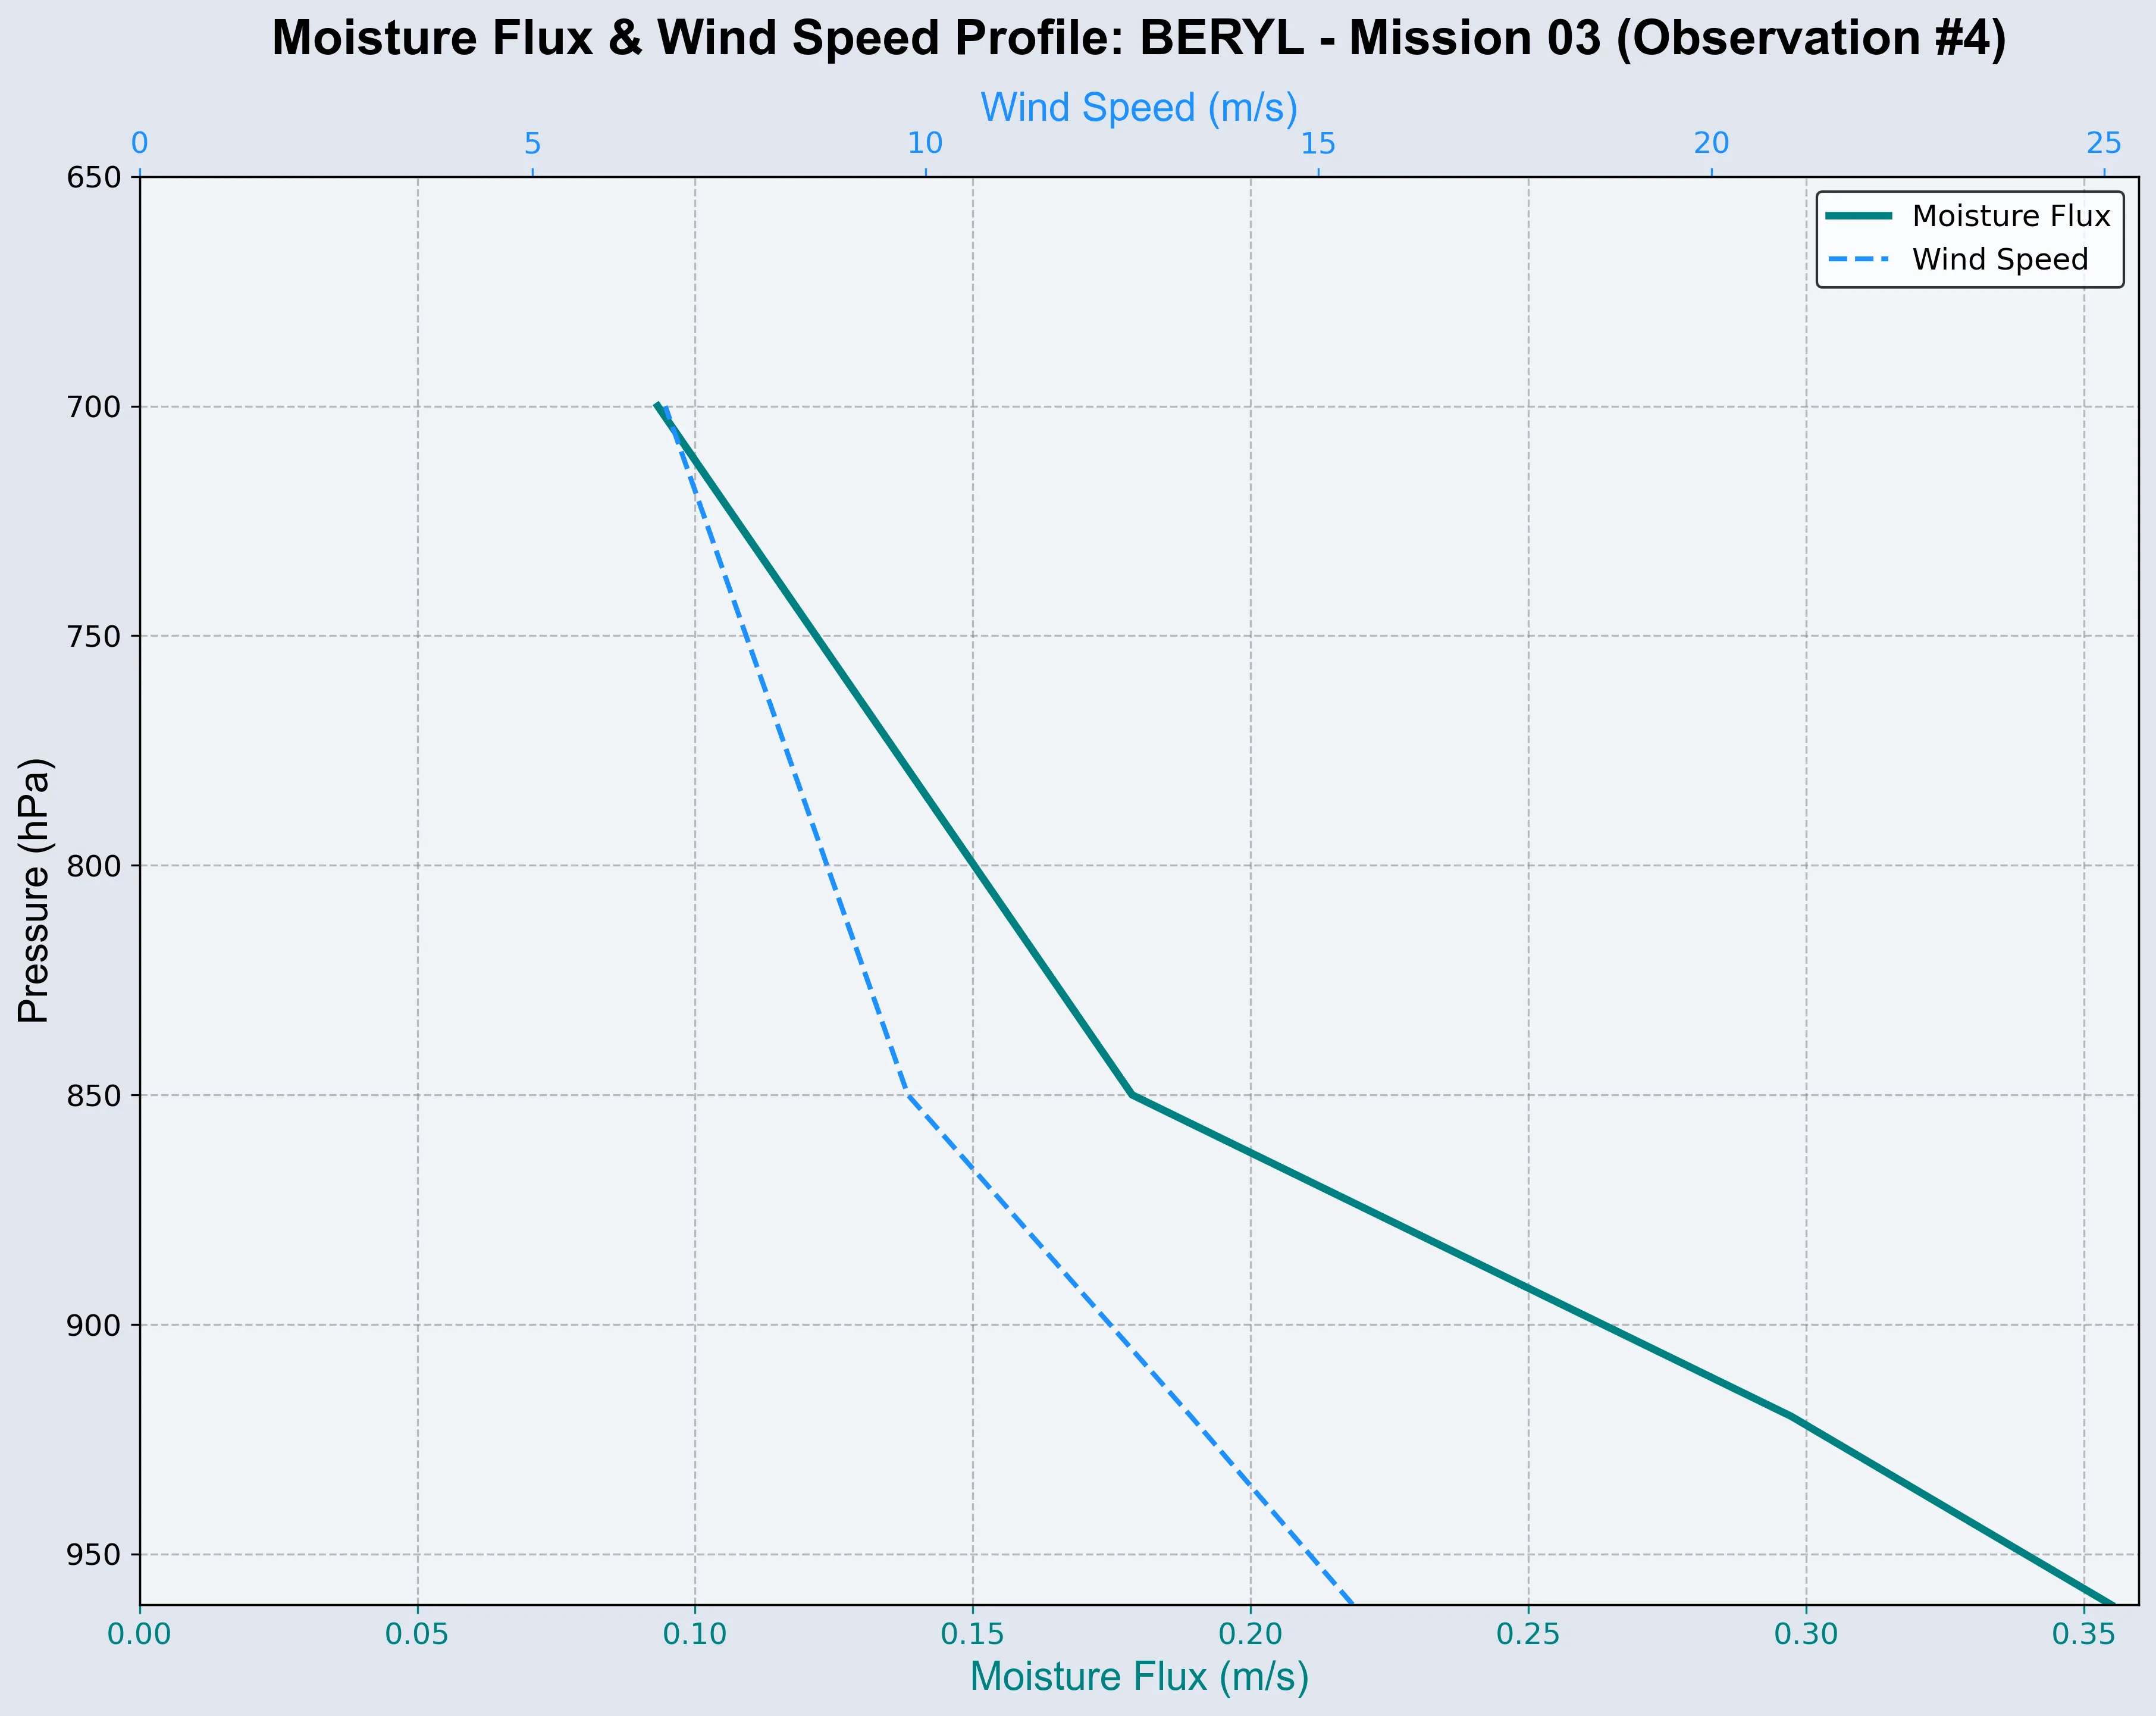 Moisture Flux & Wind Speed Profile: BERYL - Mission 03 (Observation #4)
Wind Speed (m/s)
0 5 10 15 20 25
Moisture Flux
Wind Speed
Pressure (hPa)
650
700
750
800
850
900
950
0.00 0.05 0.10 0.15 0.20 0.25 0.30 0.35
Moisture Flux (m/s)